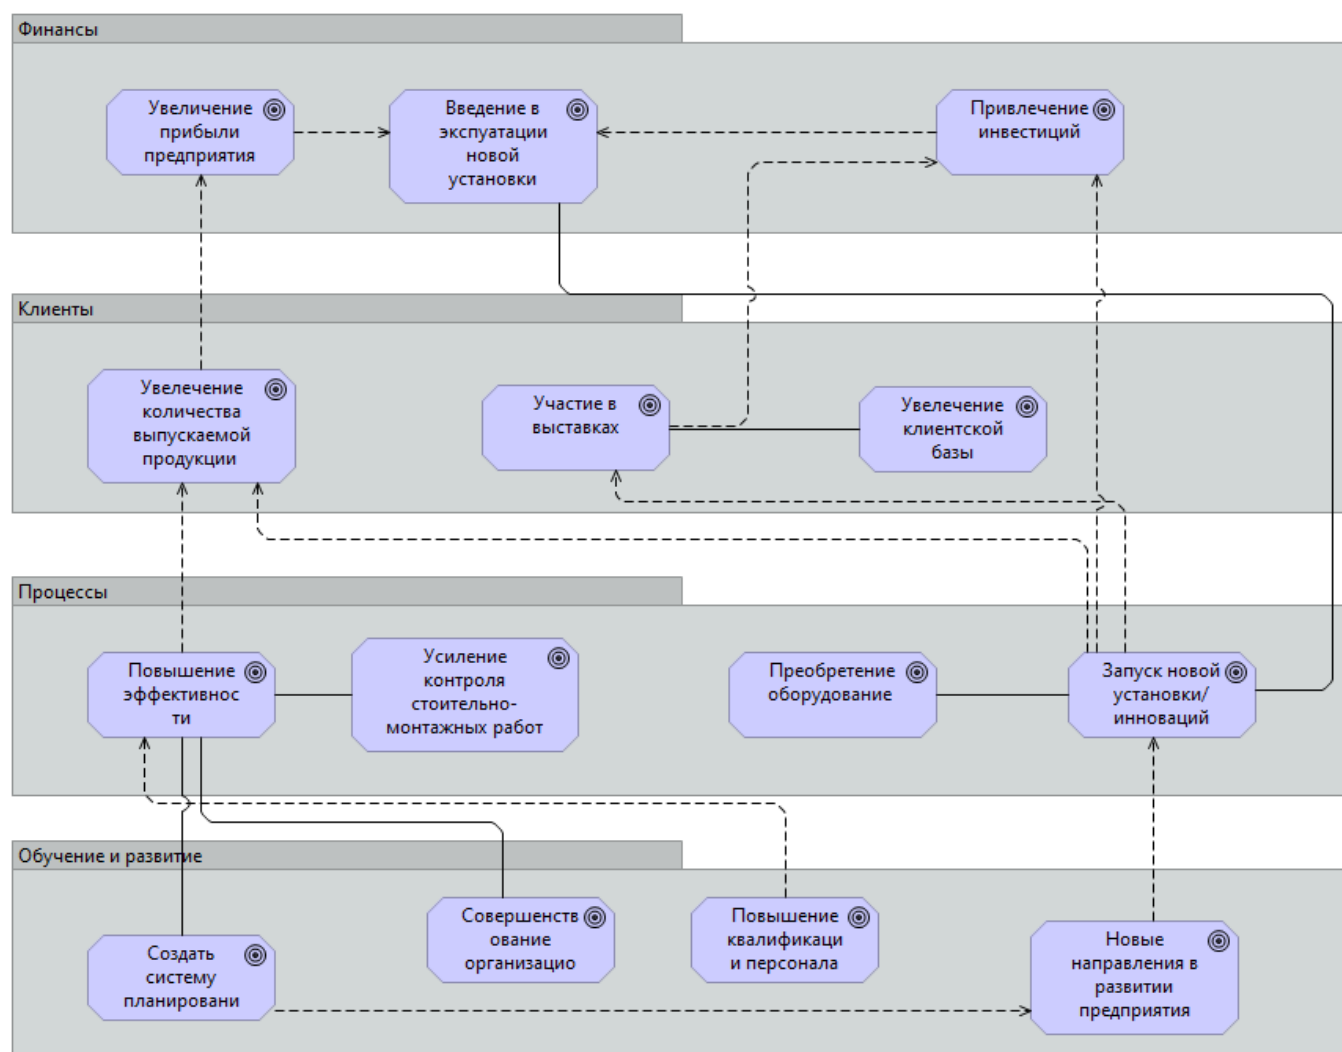 Финансы
Увеличение
прибыли
предприятия
Введение в
экспуатации
новой
установки
Привлечение
инвестиций
Клиенты
Увелечение
количества
выпускаемой
продукции
Участие в
выставках
Увелечение
клиентской
базы
Процессы
Повышение
эффективнос
ти
Усиление
контроля
стоительно-
монтажных работ
Преобретение
оборудование
Запуск новой
установки/
инноваций
Обучение и развитие
Создать
систему
планировани
Совершенств
ование
организацио
Повышение
квалификаци
и персонала
Новые
направления в
развитии
предприятия